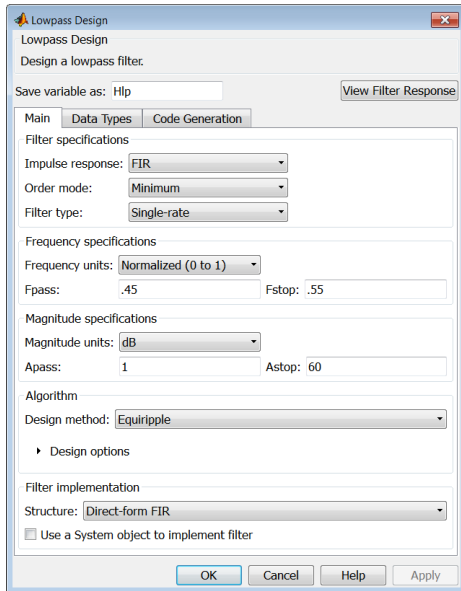 Lowpass Design
Lowpass Design
Design a lowpass filter.
Save variable as: Hlp View Filter Response
Main Data Types Code Generation
Filter specifications
Impulse response: FIR
Order mode: Minimum
Filter type: Single-rate
Frequency specifications
Frequency units: Normalized (0 to 1)
Fpass: .45 Fstop: .55
Magnitude specifications
Magnitude units: dB
Apass: 1 Astop: 60
Algorithm
Design method: Equiripple
Design options
Filter implementation
Structure: Direct-form FIR
Use a System object to implement filter
OK Cancel Help Apply